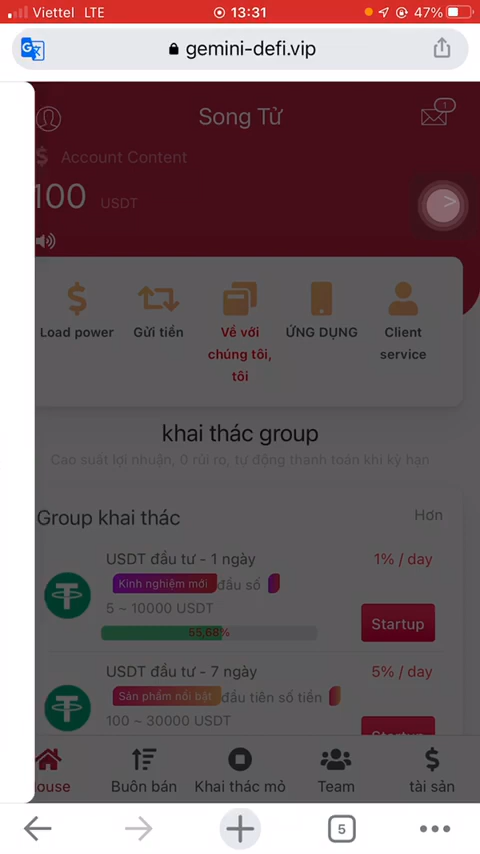 Viettel LTE 13:31 47%
gemini-defi.vip
Song Tử
1
$ Account Content
100 USDT
>
Load power
Gửi tiền
Về với
chúng tôi,
tôi
ỨNG DỤNG
Client
service
khai thác group
Cao suất lợi nhuận, 0 rủi ro, tự động thanh toán khi kỳ hạn
Group khai thác
Hơn
USDT đầu tư - 1 ngày
1% / day
Kinh nghiệm mới đầu số
5 ~ 10000 USDT
55,68%
Startup
USDT đầu tư - 7 ngày
5% / day
Sản phẩm nổi bật đầu tiên số tiền
100 ~ 30000 USDT
Startup
House
Buôn bán
Khai thác mỏ
Team
tài sản
5